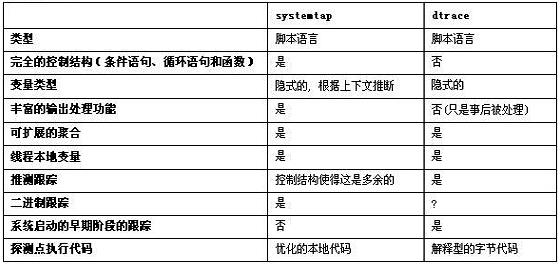 systemtap dtrace
类型 脚本语言 脚本语言
完全的控制结构(条件语句、循环语句和函数) 是 否
变量类型 隐式的, 根据上下文推断 隐式的
丰富的输出处理功能 是 否(只是事后被处理)
可扩展的聚合 是 是
线程本地变量 是 是
推测跟踪 控制结构使得这是多余的 是
二进制跟踪 是 ?
系统启动的早期阶段的跟踪 否 是
探测点执行代码 优化的本地代码 解释型的字节代码